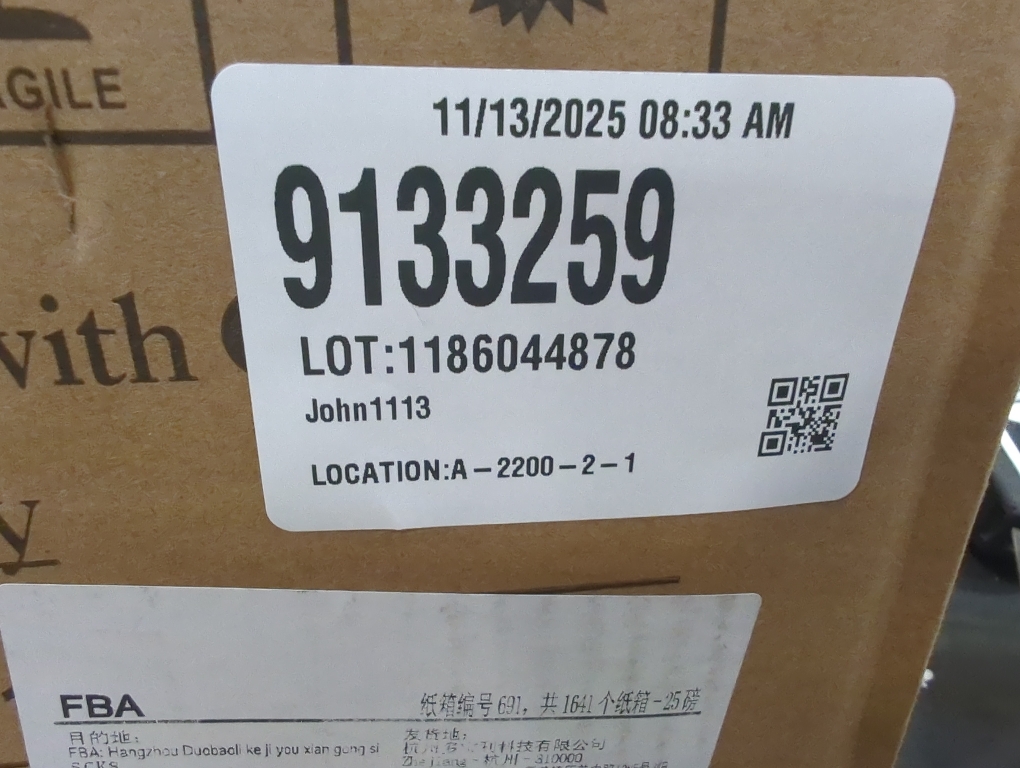 AGILE
11/13/2025 08:33 AM
9133259
LOT:1186044878
John1113
with
LOCATION:A-2200-2-1
y
FBA
纸箱编号 691, 共 1641 个纸箱 - 25 磅
目的地:
FBA: Hangzhou Duobaoli ke ji you xian gong si
发货地:
科技有限公司
- 杭州 - 310000